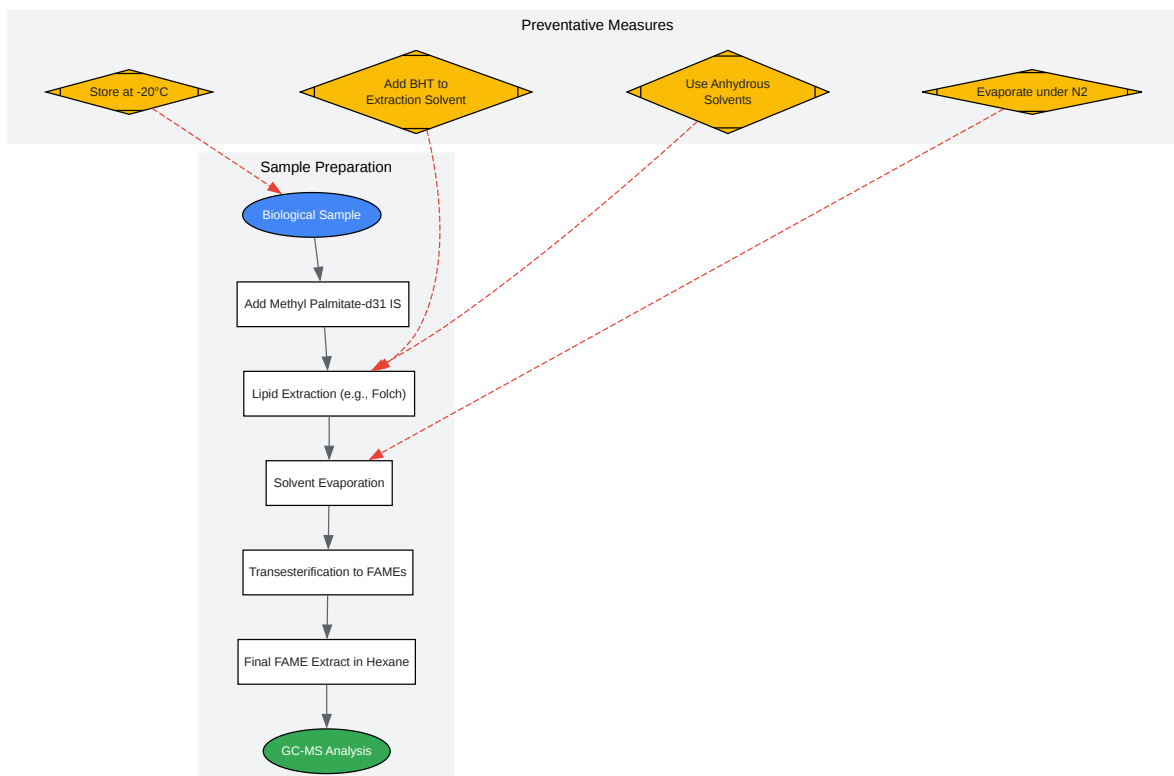 Preventative Measures
Store at -20°C
Add BHT to
Extraction Solvent
Use Anhydrous
Solvents
Evaporate under N2
Sample Preparation
Biological Sample
Add Methyl Palmitate-d31 IS
Lipid Extraction (e.g., Folch)
Solvent Evaporation
Transesterification to FAMEs
Final FAME Extract in Hexane
GC-MS Analysis